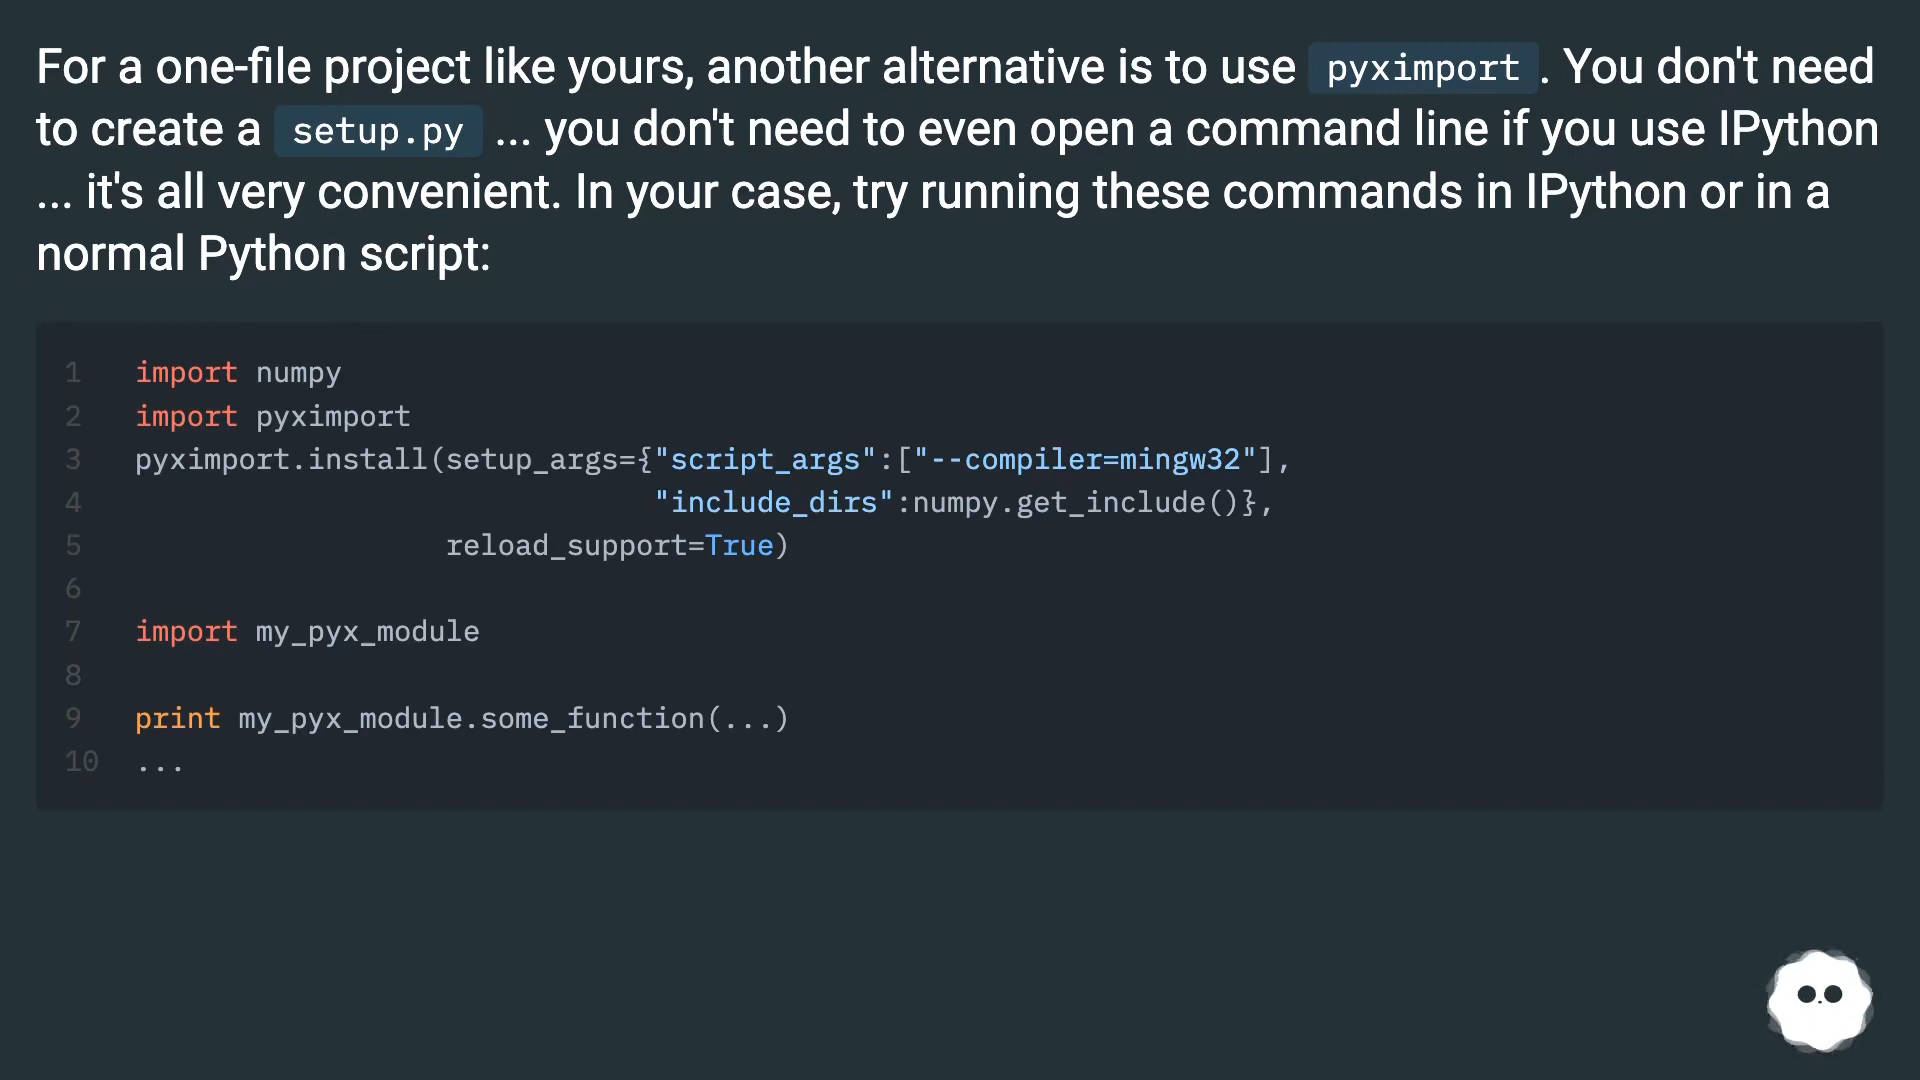 For a one-file project like yours, another alternative is to use pyximport . You don't need
to create a setup.py ... you don't need to even open a command line if you use IPython
... it's all very convenient. In your case, try running these commands in IPython or in a
normal Python script:
1 import numpy
2 import pyximport
3 pyximport.install(setup_args={"script_args":["--compiler=mingw32"],
4                               "include_dirs":numpy.get_include()},
5                   reload_support=True)
6
7 import my_pyx_module
8
9 print my_pyx_module.some_function(...)
10 ...